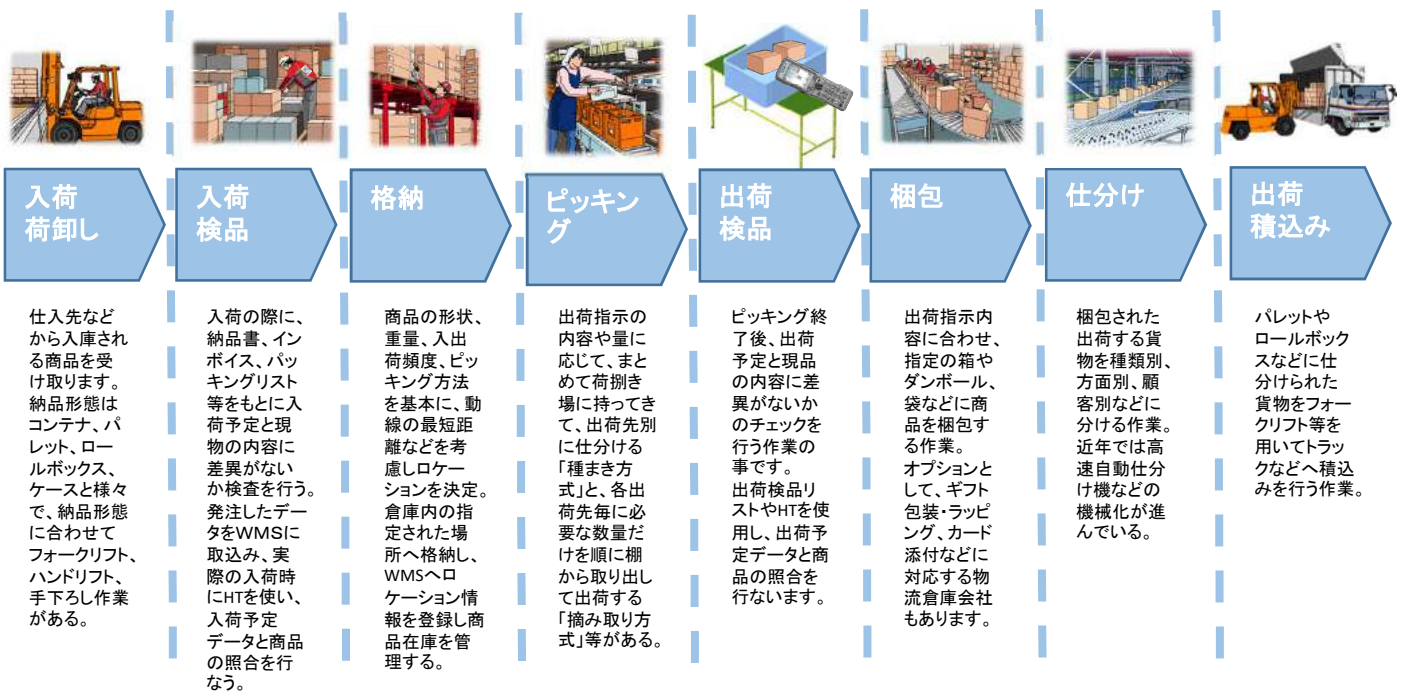 入荷
荷卸し
入荷
検品
格納
ピッキン
グ
出荷
検品
梱包
仕分け
出荷
積込み
仕入先など
から入庫され
る商品を受
け取ります。
納品形態は
コンテナ、パ
レット、ロー
ルボックス、
ケースと様々
で、納品形態
に合わせて
フォークリフト、
ハンドリフト、
手下ろし作業
がある。
入荷の際に、
納品書、イン
ボイス、パッ
キングリスト
等をもとに入
荷予定と現
物の内容に
差異がない
か検査を行う。
発注したデー
タをWMSに
取込み、実
際の入荷時
にHTを使い、
入荷予定
データと商品
の照合を行
なう。
商品の形状、
重量、入出
荷頻度、ピッ
キング方法
を基本に、動
線の最短距
離などを考
慮しロケー
ションを決定。
倉庫内の指
定された場
所へ格納し、
WMSへロ
ケーション情
報を登録し商
品在庫を管
理する。
出荷指示の
内容や量に
応じて、まと
めて荷捌き
場に持ってき
て、出荷先別
に仕分ける
「種まき方
式」と、各出
荷先毎に必
要な数量だ
けを順に棚
から取り出し
て出荷する
「摘み取り方
式」等がある。
ピッキング終
了後、出荷
予定と現品
の内容に差
異がないか
のチェックを
行う作業の
事です。
出荷検品リ
ストやHTを使
用し、出荷予
定データと商
品の照合を
行ないます。
出荷指示内
容に合わせ、
指定の箱や
ダンボール、
袋などに商
品を梱包す
る作業。
オプションと
して、ギフト
包装・ラッピ
ング、カード
添付などに
対応する物
流倉庫会社
もあります。
梱包された
出荷する貨
物を種類別、
方面別、顧
客別などに
分ける作業。
近年では高
速自動仕分
け機などの
機械化が進
んでいる。
パレットや
ロールボック
スなどに仕
分けられた
貨物をフォー
クリフト等を
用いてトラッ
クなどへ積込
みを行う作業。